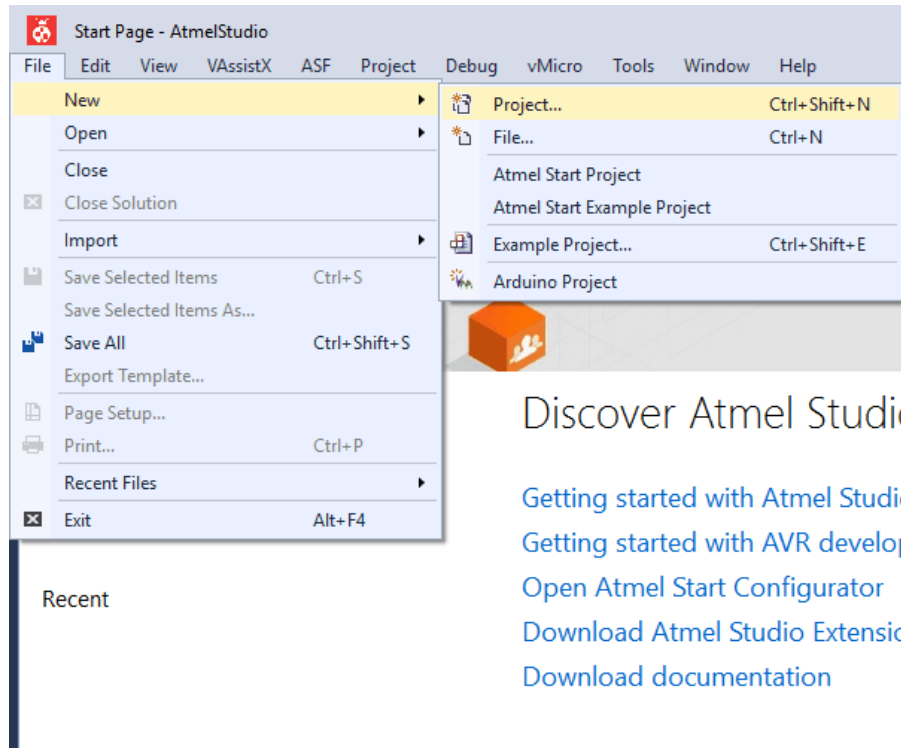 Start Page - AtmelStudio
File Edit View VAssistX ASF Project Debug vMicro Tools Window Help
New
Open
Close
Close Solution
Import
Save Selected Items Ctrl+S
Save Selected Items As...
Save All Ctrl+Shift+S
Export Template...
Page Setup...
Print... Ctrl+P
Recent Files
Exit Alt+F4
Project... Ctrl+Shift+N
File... Ctrl+N
Atmel Start Project
Atmel Start Example Project
Example Project... Ctrl+Shift+E
Arduino Project
Recent
Discover Atmel Studi
Getting started with Atmel Studi
Getting started with AVR develo
Open Atmel Start Configurator
Download Atmel Studio Extensi
Download documentation